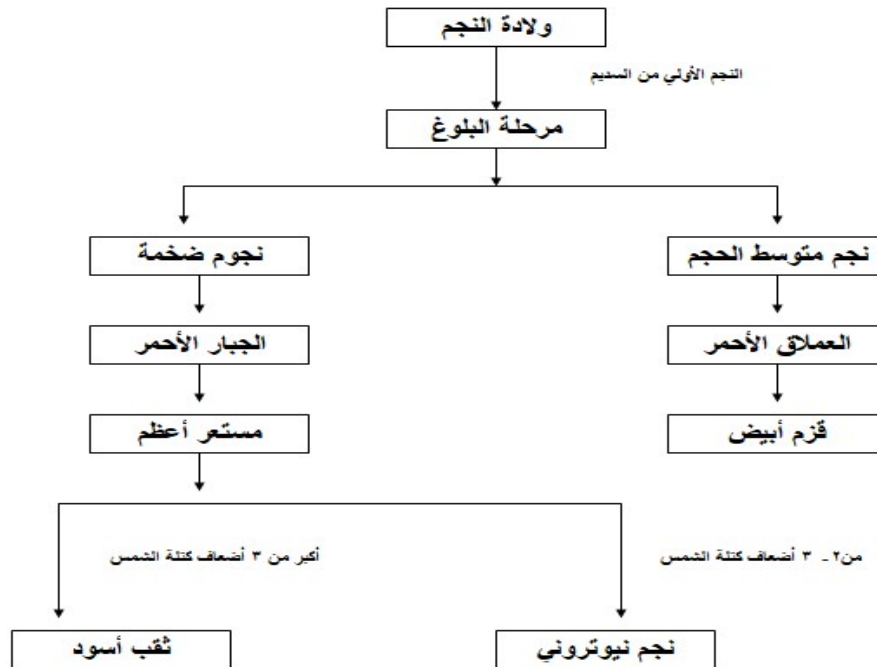 ولادة النجم
النجم الأولي من السديم
مرحلة البلوغ
نجم متوسط الحجم
نجوم ضخمة
العملاق الأحمر
الجبار الأحمر
قزم أبيض
مستعر أعظم
من٢ - ٣ أضعاف كتلة الشمس
أكبر من ٣ أضعاف كتلة الشمس
نجم نيوتروني
ثقب أسود